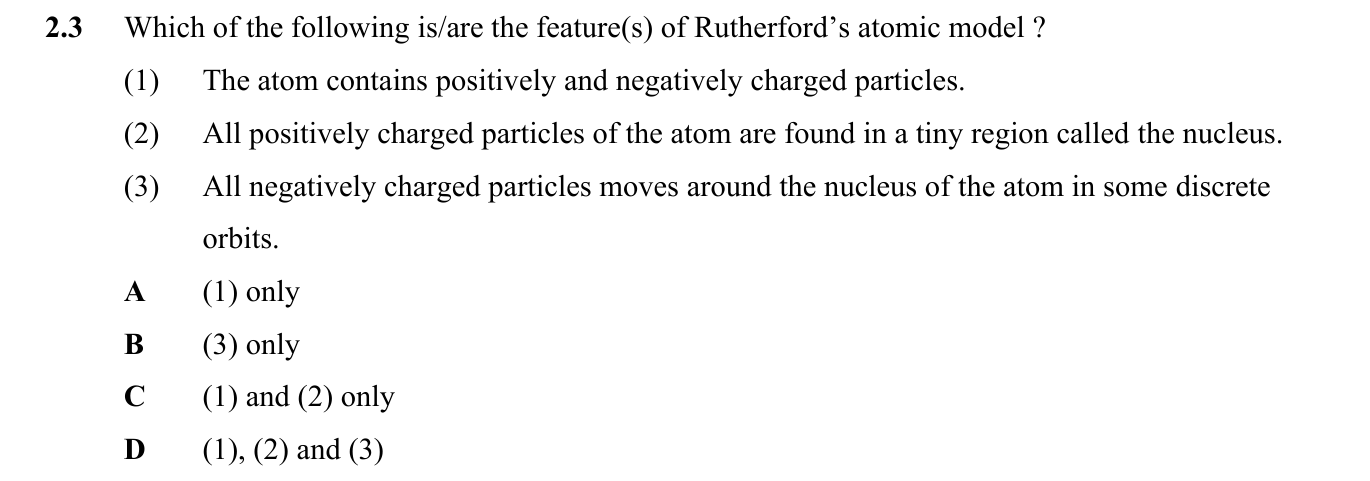 2.3 Which of the following is/are the feature(s) of Rutherford's atomic model ?
(1) The atom contains positively and negatively charged particles.
(2) All positively charged particles of the atom are found in a tiny region called the nucleus.
(3) All negatively charged particles moves around the nucleus of the atom in some discrete
orbits.
A (1) only
B (3) only
C (1) and (2) only
D (1), (2) and (3)